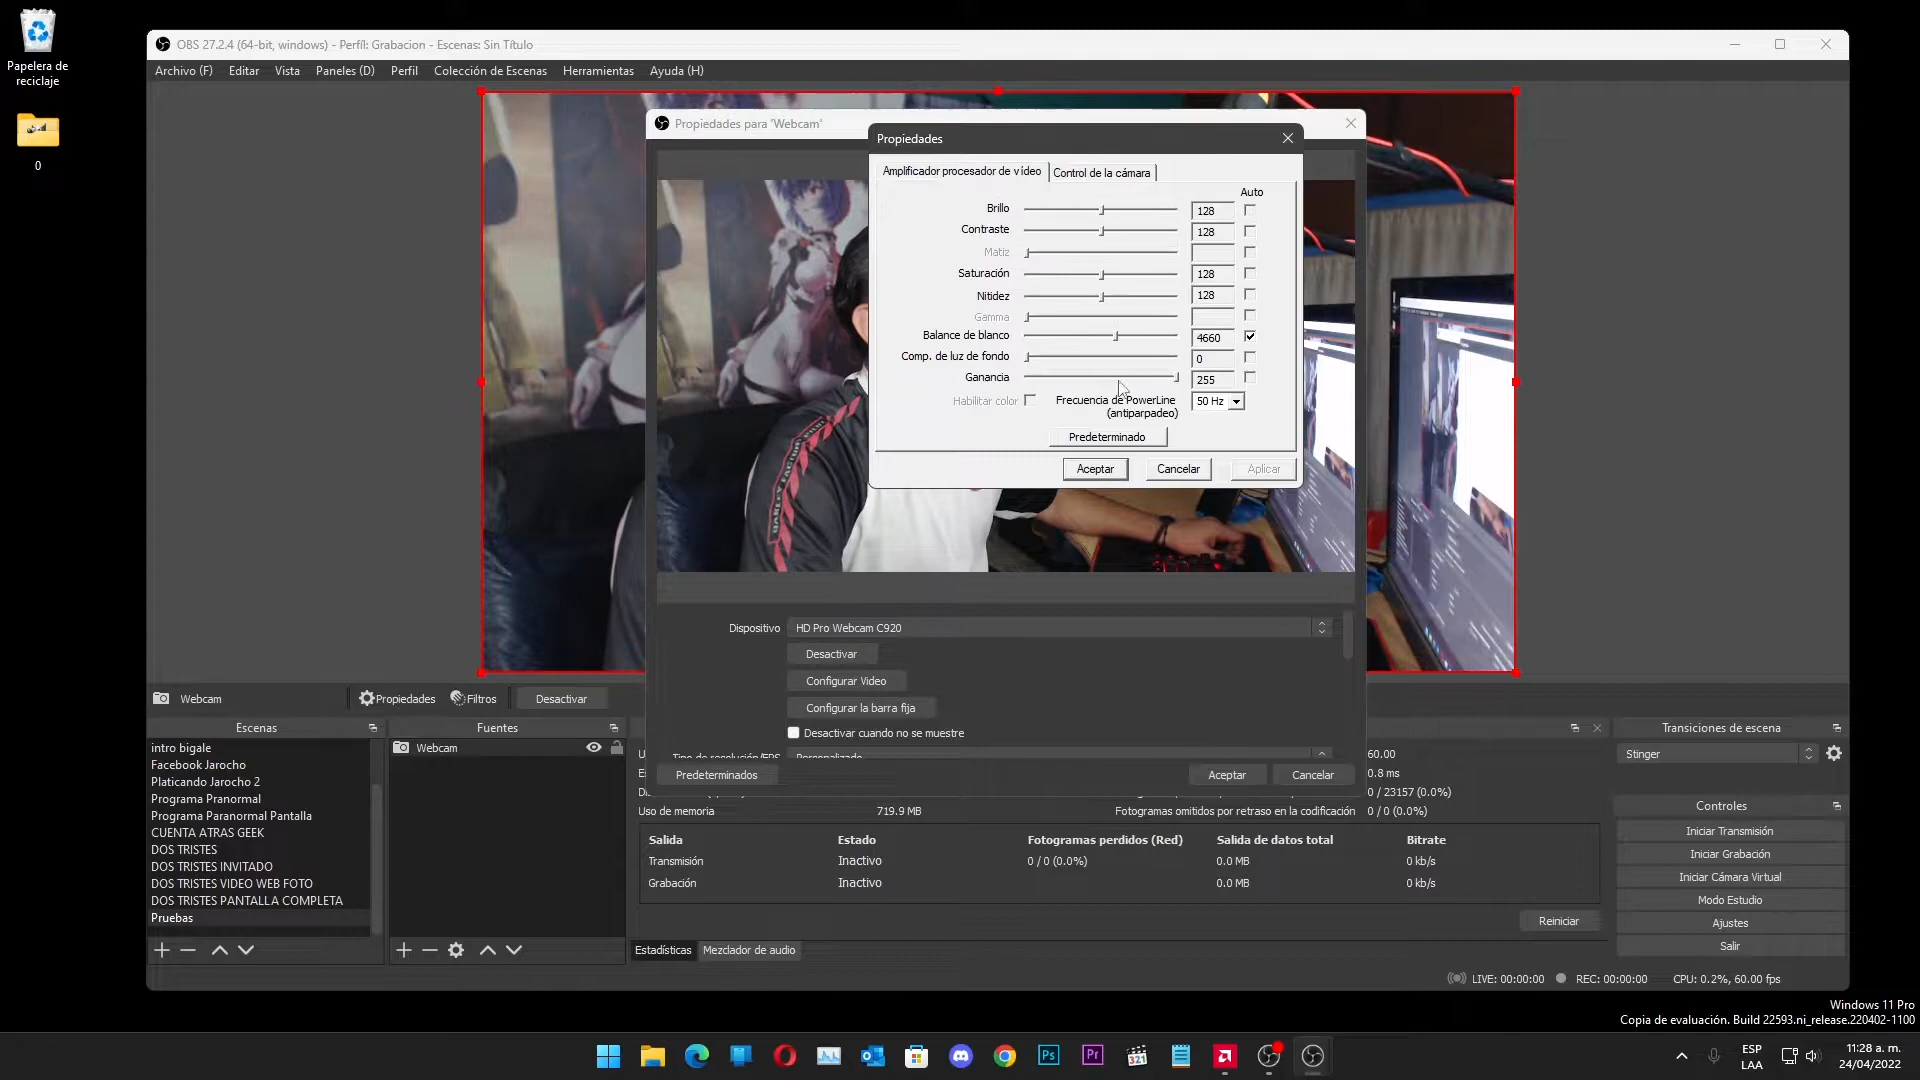 Papelera de
reciclaje
0
OBS 27.2.4 (64-bit, windows) - Perfíl: Grabacion - Escenas: Sin Título
Archivo (F) Editar Vista Paneles (D) Perfil Colección de Escenas Herramientas Ayuda (H)
Propiedades para 'Webcam'
Propiedades
Amplificador procesador de vídeo Control de la cámara
Auto
Brillo 128
Contraste 128
Matiz
Saturación 128
Nitidez 128
Gamma
Balance de blanco 4660
Comp. de luz de fondo 0
Ganancia 255
Habilitar color Frecuencia de PowerLine 50 Hz
(antiparpadeo)
Predeterminado
Aceptar Cancelar Aplicar
Dispositivo HD Pro Webcam C920
Desactivar
Configurar Video
Configurar la barra fija
Desactivar cuando no se muestre
Tipo de resolución/FPS Personalizado
Predeterminados Aceptar Cancelar
Webcam Propiedades Filtros Desactivar
Escenas
intro bigale
Facebook Jarocho
Platicando Jarocho 2
Programa Pranormal
Programa Paranormal Pantalla
CUENTA ATRAS GEEK
DOS TRISTES
DOS TRISTES INVITADO
DOS TRISTES VIDEO WEB FOTO
DOS TRISTES PANTALLA COMPLETA
Pruebas
Fuentes
Webcam
60.00
0.8 ms
0 / 23157 (0.0%)
Uso de memoria 719.9 MB Fotogramas omitidos por retraso en la codificación 0 / 0 (0.0%)
Salida Estado Fotogramas perdidos (Red) Salida de datos total Bitrate
Transmisión Inactivo 0 / 0 (0.0%) 0.0 MB 0 kb/s
Grabación Inactivo 0.0 MB 0 kb/s
Reiniciar
Estadísticas Mezclador de audio
Transiciones de escena
Stinger
Controles
Iniciar Transmisión
Iniciar Grabación
Iniciar Cámara Virtual
Modo Estudio
Ajustes
Salir
LIVE: 00:00:00 REC: 00:00:00 CPU: 0.2%, 60.00 fps
Windows 11 Pro
Copia de evaluación. Build 22593.ni_release.220402-1100
Ps Pr 321
ESP
LAA
11:28 a. m.
24/04/2022